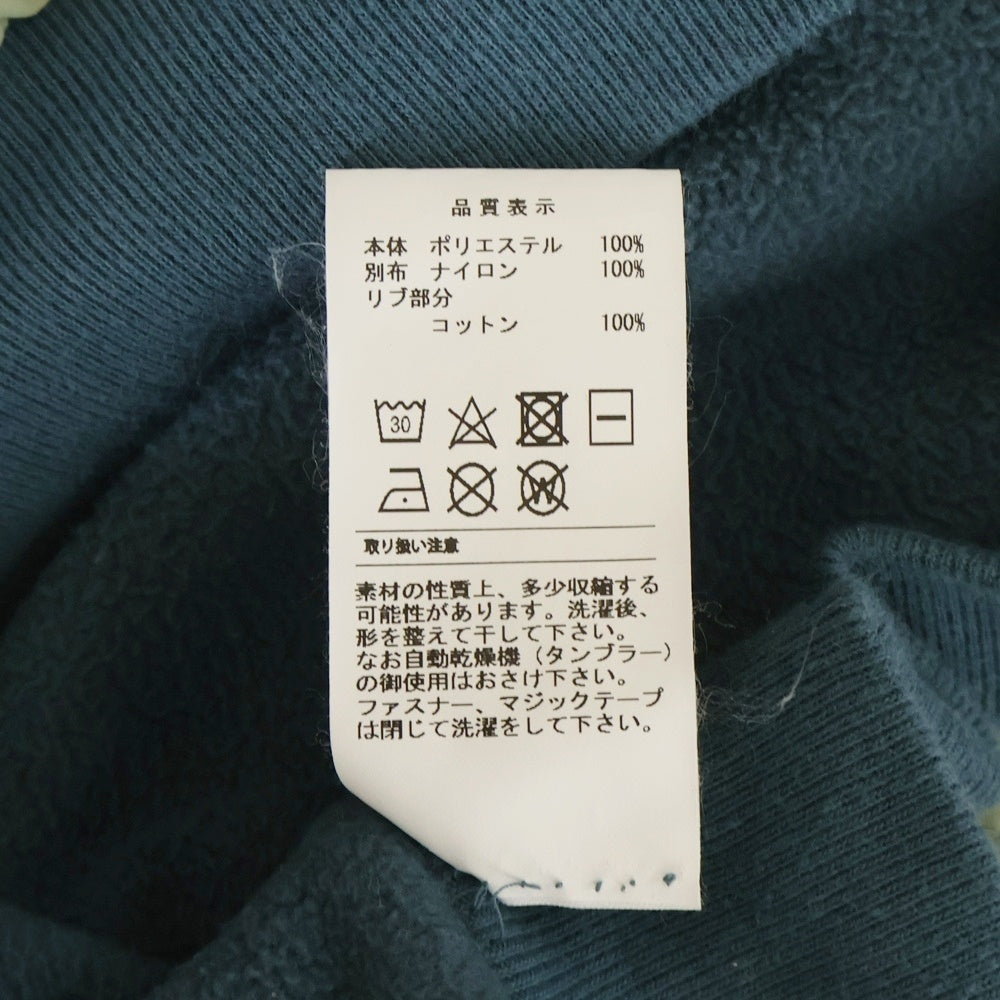 品質表示
本体 ポリエステル 100%
別布 ナイロン 100%
リブ部分
コットン 100%
30
W
取り扱い注意
素材の性質上、多少収縮する
可能性があります。洗濯後、
形を整えて干して下さい。
なお自動乾燥機（タンブラー）
の御使用はおさけ下さい。
ファスナー、マジックテープ
は閉じて洗濯をして下さい。